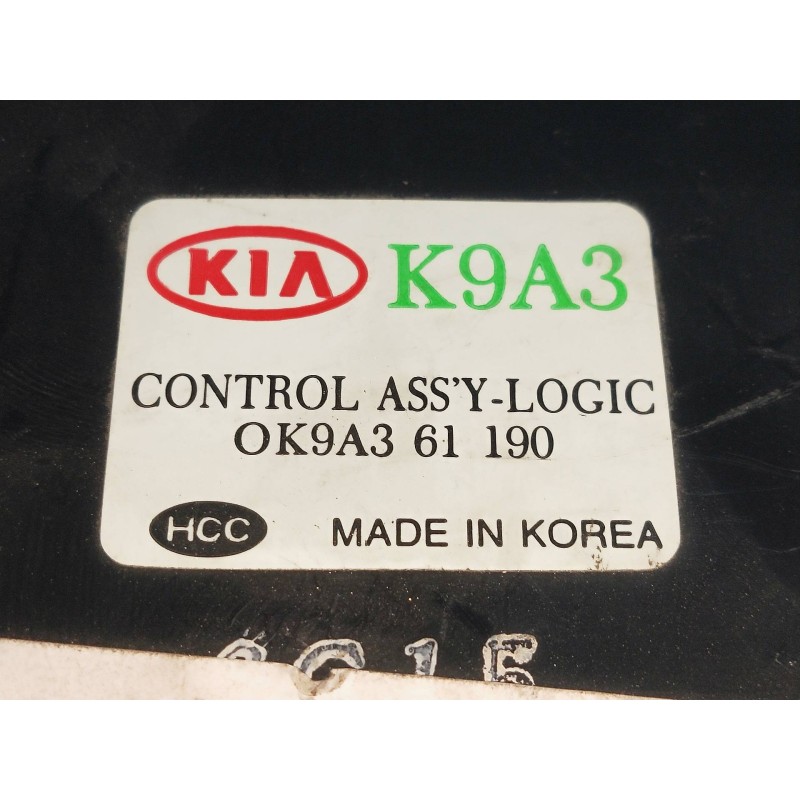 KIA K9A3
CONTROL ASS'Y-LOGIC
OK9A3 61 190
HCC MADE IN KOREA